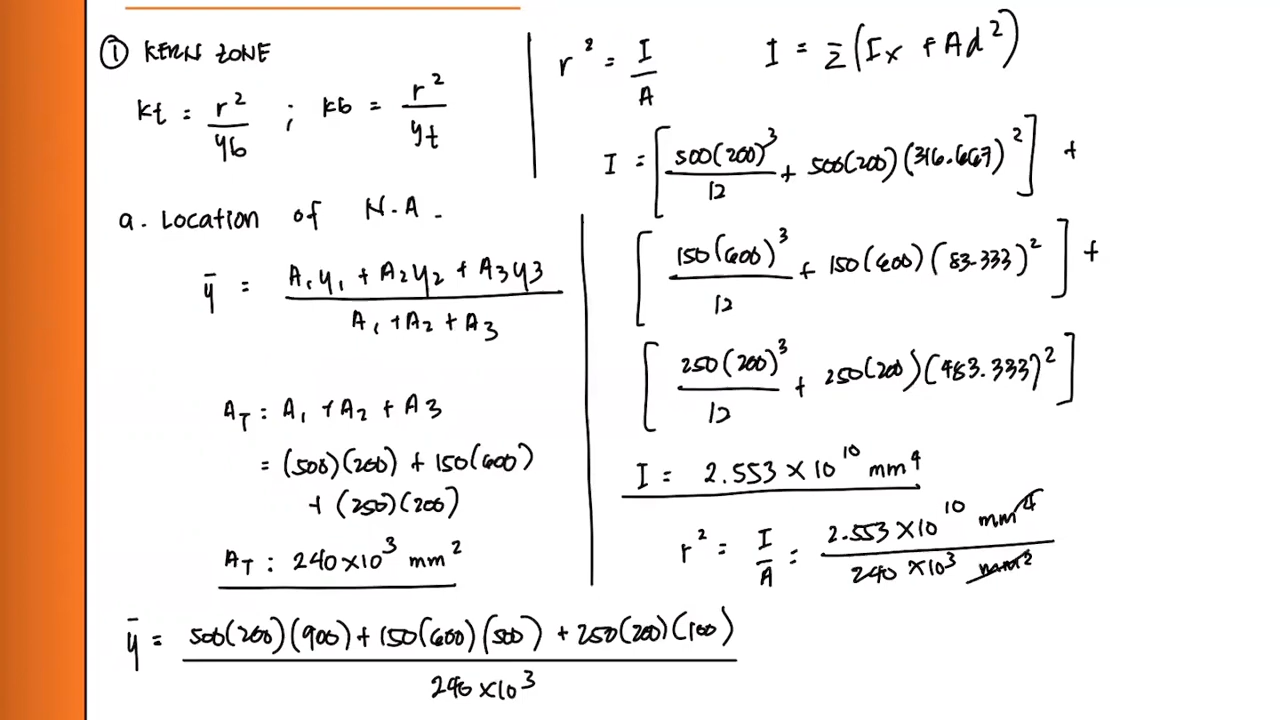 ① KERN ZONE
kt = r²/yb ; kb = r²/yt
a. Location of N.A.
ȳ = A₁y₁ + A₂y₂ + A₃y₃ / A₁ + A₂ + A₃
A_T : A₁ + A₂ + A₃
= (500)(200) + 150(600)
+ (250)(200)
A_T : 240×10³ mm²
ȳ = 500(200)(900) + 150(600)(500) + 250(200)(100) / 240×10³
r² = I/A
I = Σ(Ix + Ad²)
I = [500(200)³/12 + 500(200)(316.667)²] +
[150(600)³/12 + 150(600)(83.333)²] +
[250(200)³/12 + 250(200)(483.333)²]
I = 2.553 × 10¹⁰ mm⁴
r² = I/A = 2.553 × 10¹⁰ mm⁴ / 240 × 10³ mm²